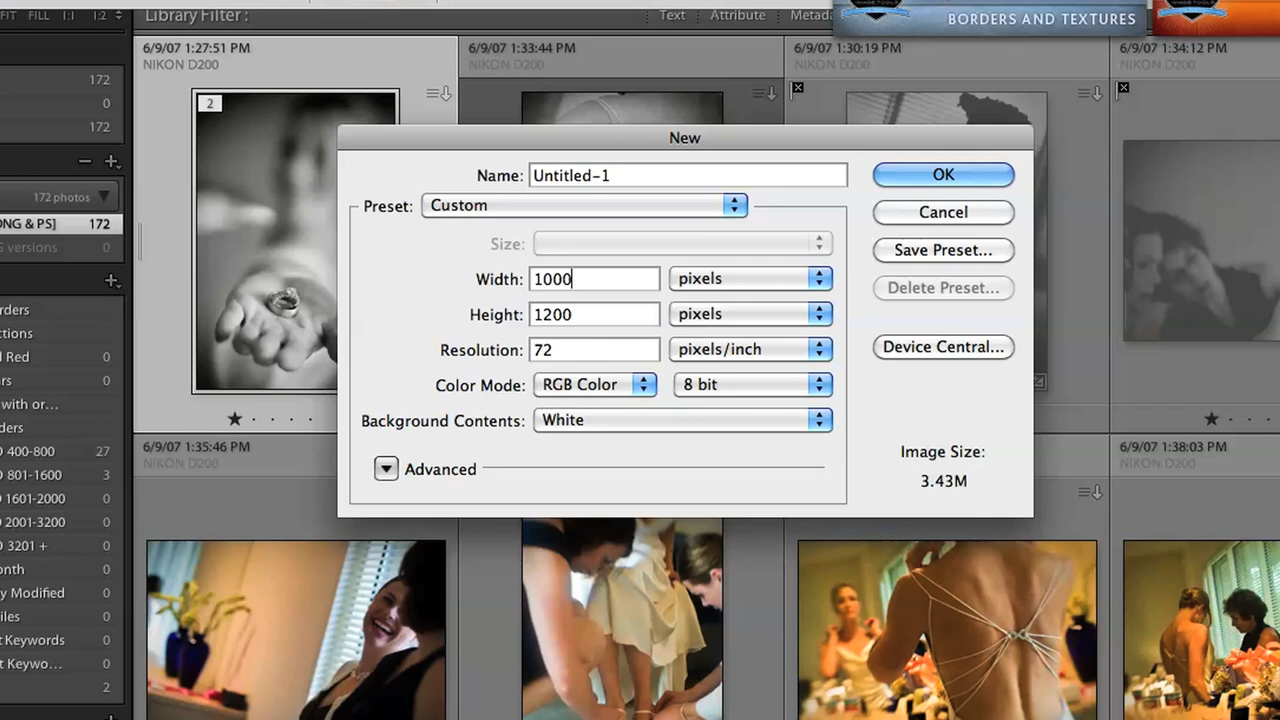 FIT FILL 1:1 1:2
Library Filter :
Text Attribute Metada
BORDERS AND TEXTURES
6/9/07 1:27:51 PM
NIKON D200
6/9/07 1:33:44 PM
NIKON D200
6/9/07 1:30:19 PM
NIKON D200
6/9/07 1:34:12 PM
NIKON D200
172
0
172
172 photos
ONG & PS] 172
G versions 0
2
New
Name: Untitled-1
Preset: Custom
Size:
Width: 1000 pixels
Height: 1200 pixels
Resolution: 72 pixels/inch
Color Mode: RGB Color 8 bit
Background Contents: White
Advanced
OK
Cancel
Save Preset...
Delete Preset...
Device Central...
Image Size:
3.43M
rders
ctions
d Red 0
ars 0
with or...
ders
O 400-800 27
O 801-1600 3
O 1601-2000 0
O 2001-3200 0
O 3201 + 0
onth 0
y Modified 0
iles 0
t Keywords 0
t Keywo... 0
2
6/9/07 1:35:46 PM
NIKON D200
6/9/07 1:38:03 PM
NIKON D200